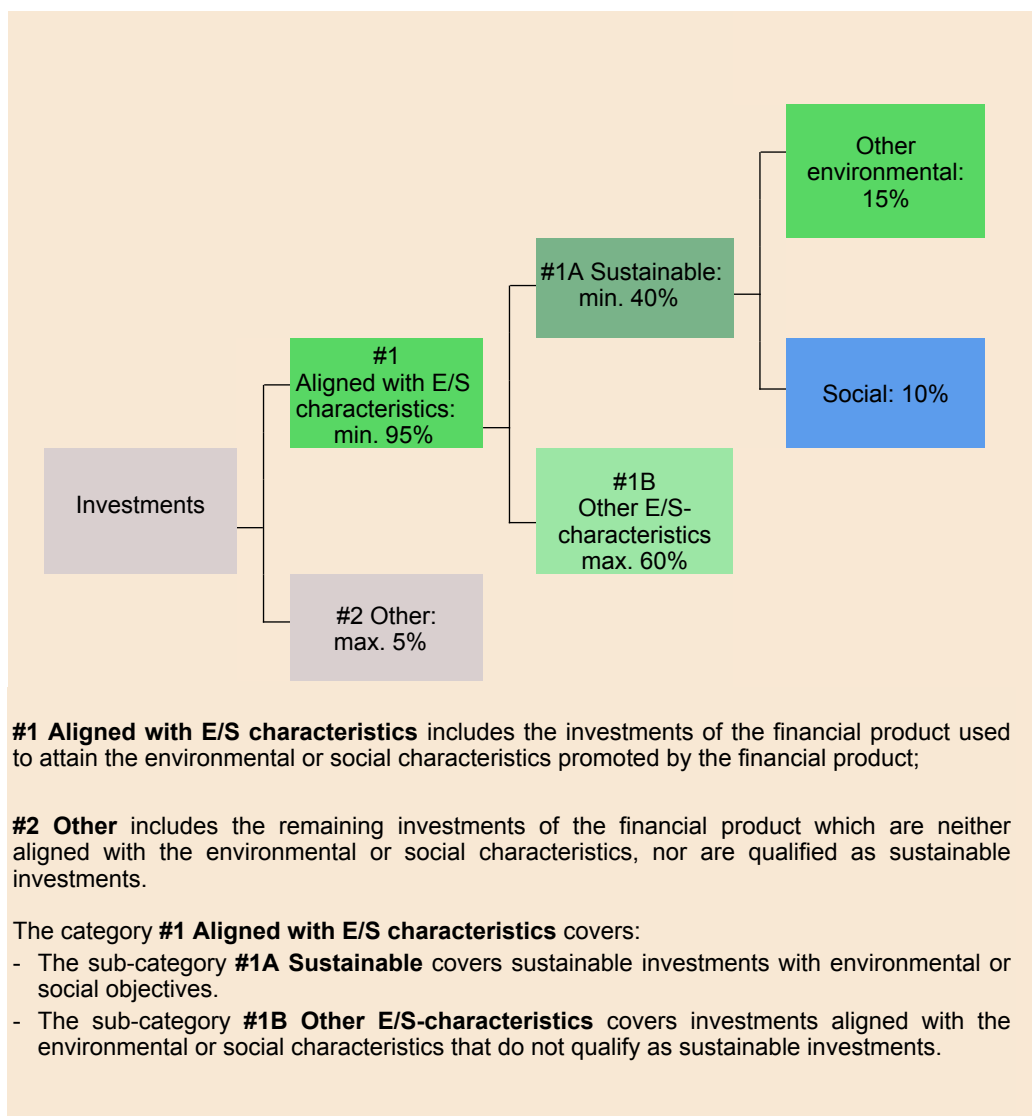 Other
environmental:
15%
#1A Sustainable:
min. 40%
#1
Aligned with E/S
characteristics:
min. 95%
Social: 10%
Investments
#1B
Other E/S-
characteristics
max. 60%
#2 Other:
max. 5%
#1 Aligned with E/S characteristics includes the investments of the financial product used
to attain the environmental or social characteristics promoted by the financial product;
#2 Other includes the remaining investments of the financial product which are neither
aligned with the environmental or social characteristics, nor are qualified as sustainable
investments.
The category #1 Aligned with E/S characteristics covers:
- The sub-category #1A Sustainable covers sustainable investments with environmental or
social objectives.
- The sub-category #1B Other E/S-characteristics covers investments aligned with the
environmental or social characteristics that do not qualify as sustainable investments.